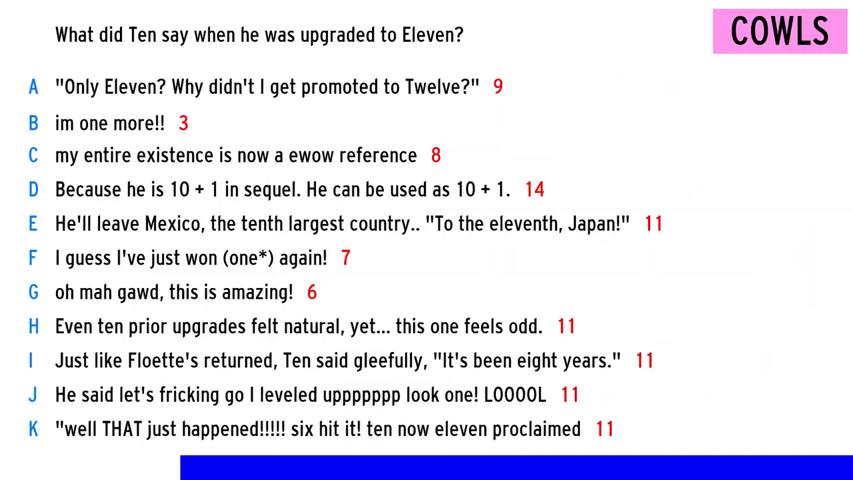 What did Ten say when he was upgraded to Eleven?
COWLS
A "Only Eleven? Why didn't I get promoted to Twelve?" 9
B im one more!! 3
C my entire existence is now a ewow reference 8
D Because he is 10 + 1 in sequel. He can be used as 10 + 1. 14
E He'll leave Mexico, the tenth largest country.. "To the eleventh, Japan!" 11
F I guess I've just won (one*) again! 7
G oh mah gawd, this is amazing! 6
H Even ten prior upgrades felt natural, yet... this one feels odd. 11
I Just like Floette's returned, Ten said gleefully, "It's been eight years." 11
J He said let's fricking go I leveled uppppppp look one! LOOOOL 11
K "well THAT just happened!!!!! six hit it! ten now eleven proclaimed 11